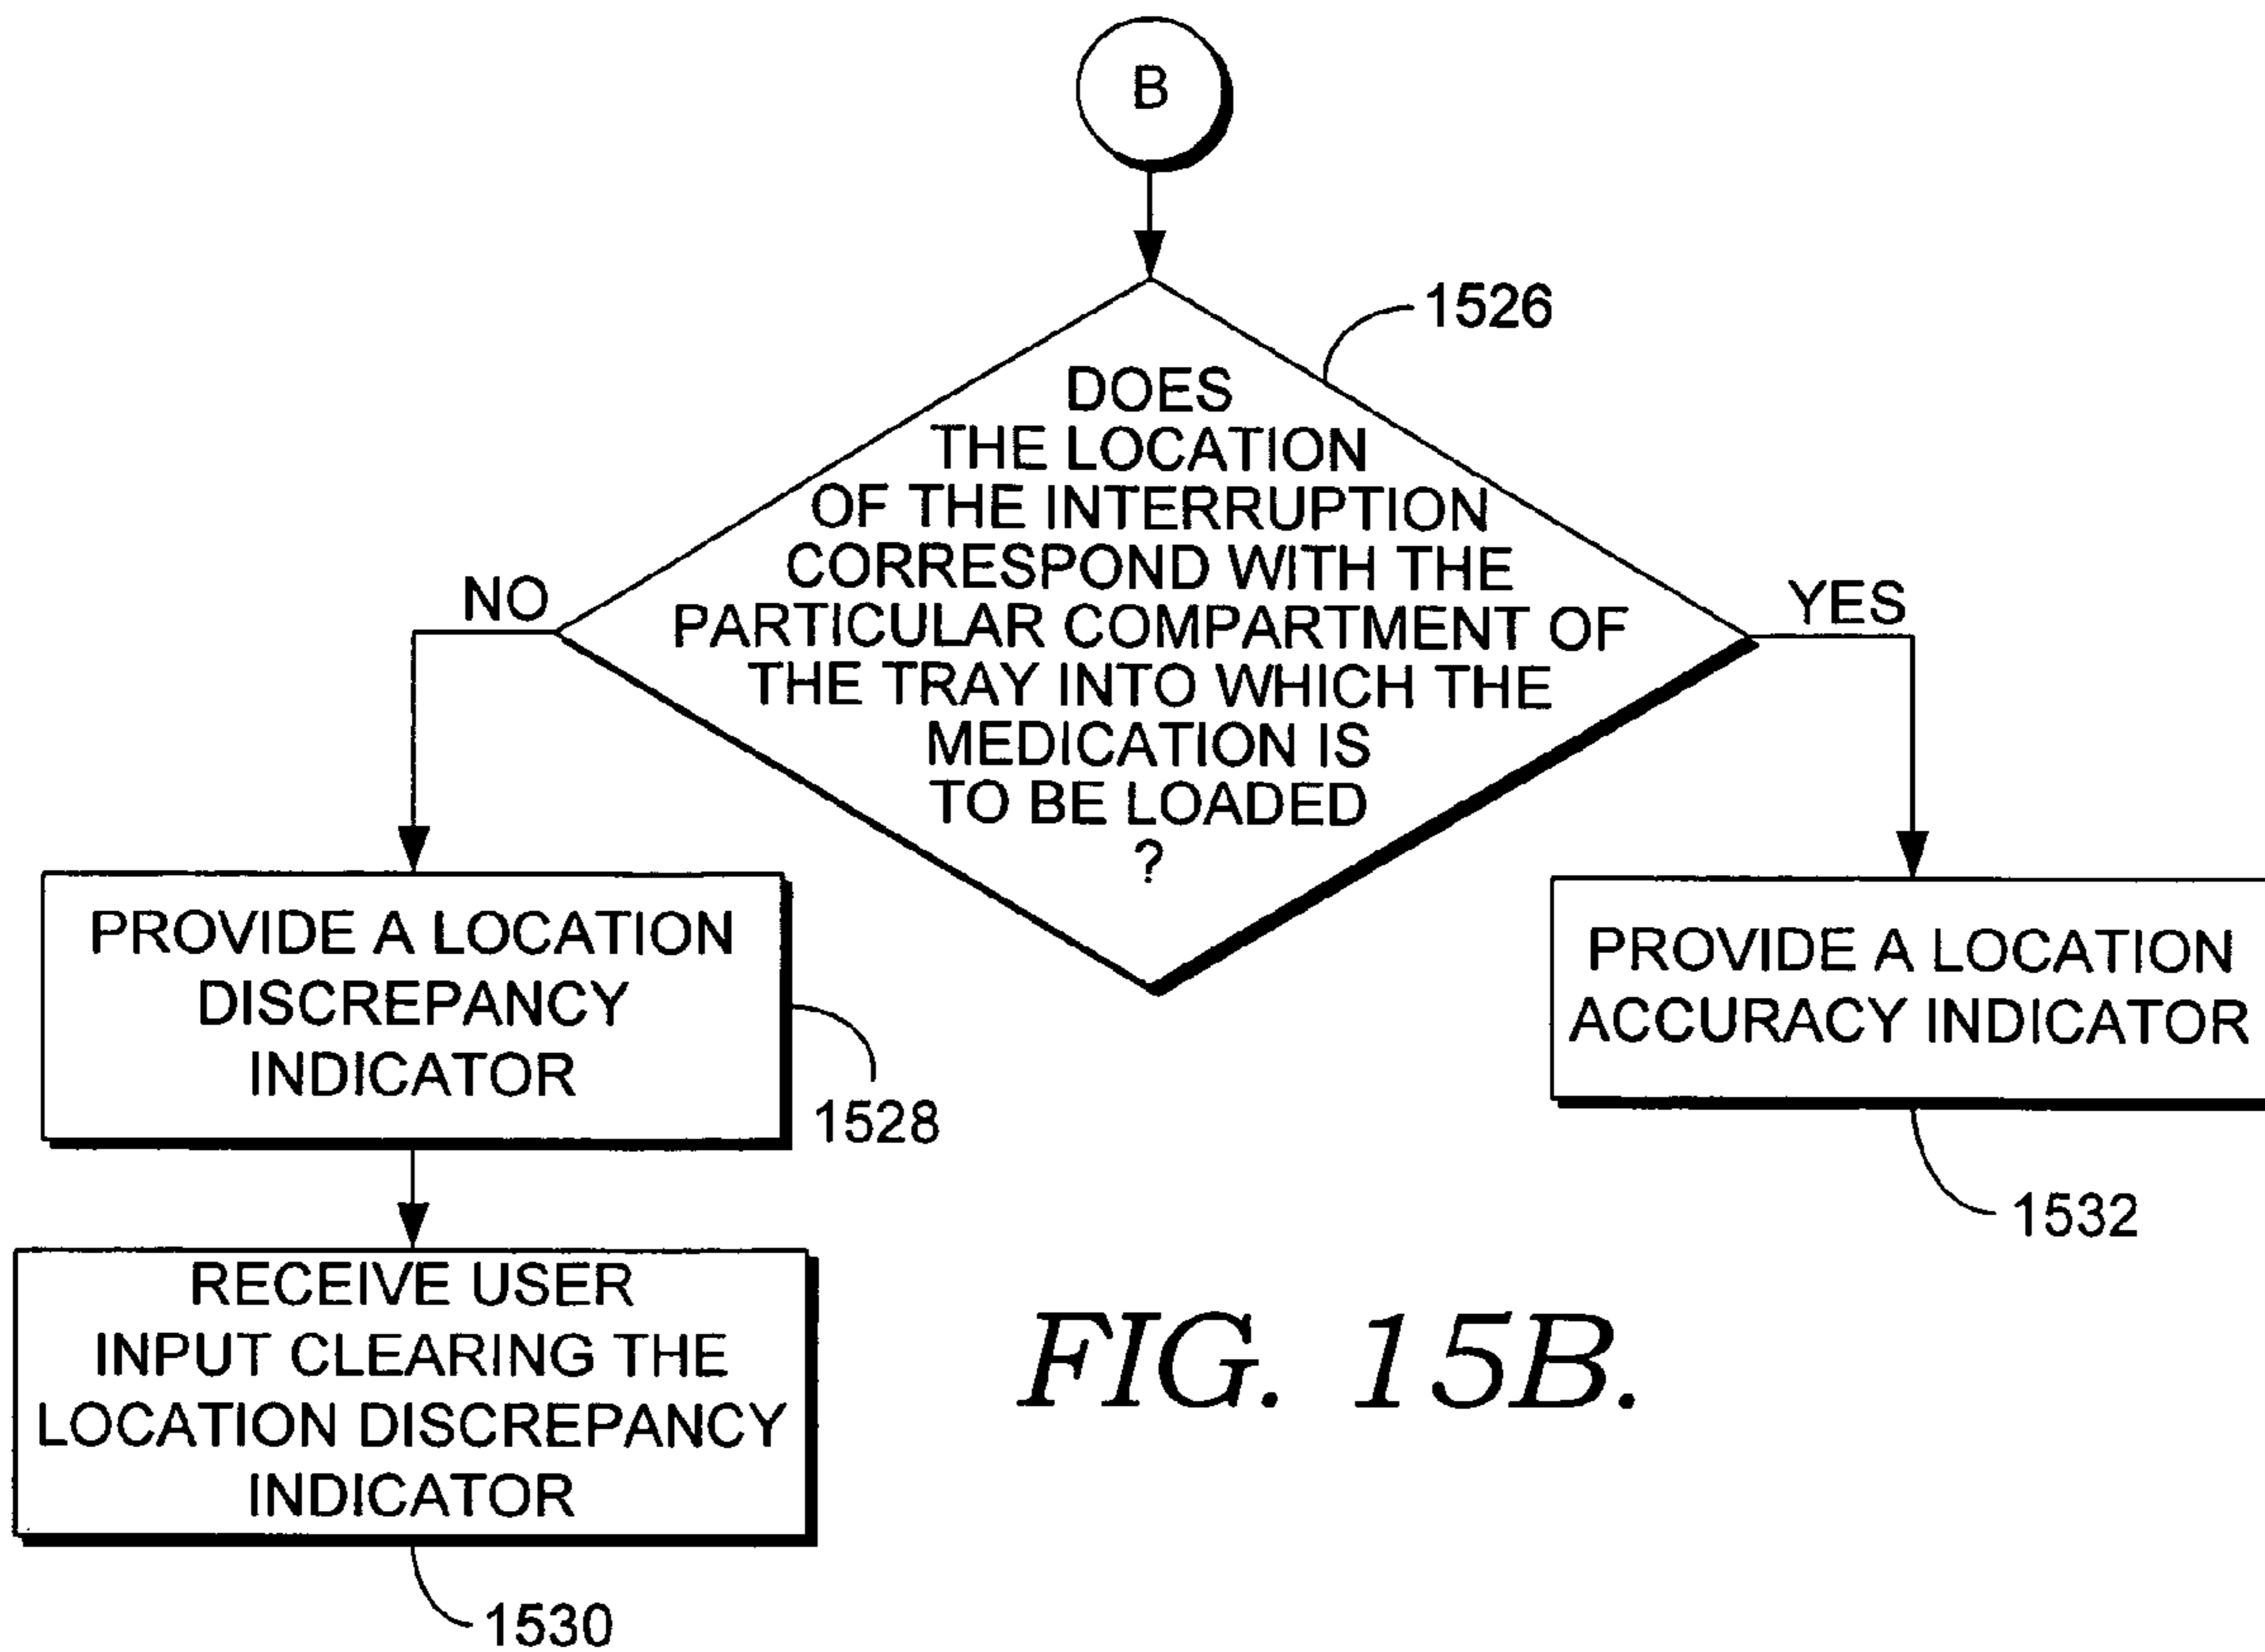 B
1526
DOES
THE LOCATION
OF THE INTERRUPTION
CORRESPOND WITH THE
PARTICULAR COMPARTMENT OF
THE TRAY INTO WHICH THE
MEDICATION IS
TO BE LOADED
?
NO
YES
PROVIDE A LOCATION
DISCREPANCY
INDICATOR
1528
PROVIDE A LOCATION
ACCURACY INDICATOR
1532
RECEIVE USER
INPUT CLEARING THE
LOCATION DISCREPANCY
INDICATOR
1530
FIG. 15B.